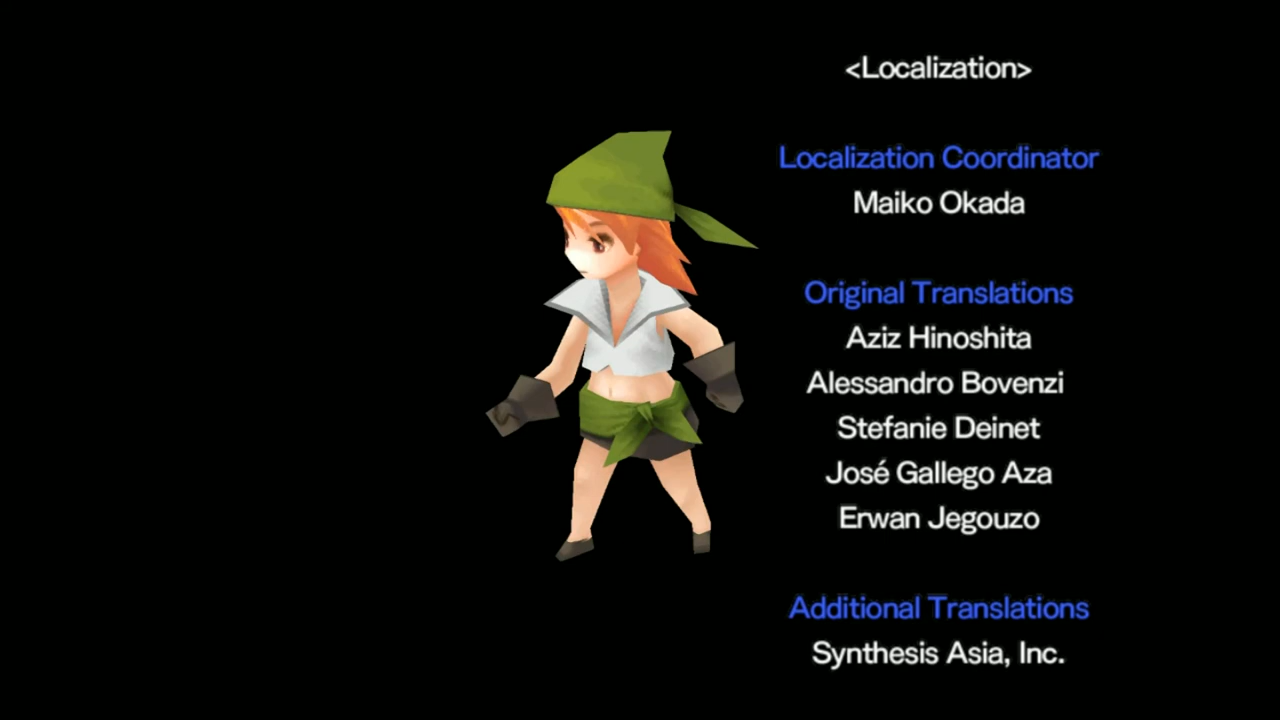 <Localization>
Localization Coordinator
Maiko Okada
Original Translations
Aziz Hinoshita
Alessandro Bovenzi
Stefanie Deinet
José Gallego Aza
Erwan Jegouzo
Additional Translations
Synthesis Asia, Inc.